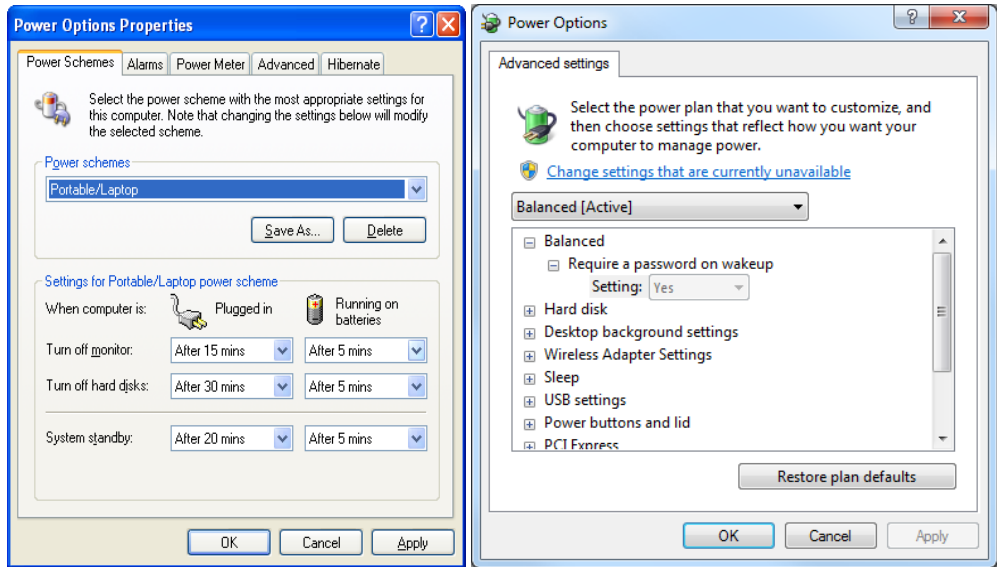 Power Options Properties
Power Schemes Alarms Power Meter Advanced Hibernate
Select the power scheme with the most appropriate settings for
this computer. Note that changing the settings below will modify
the selected scheme.
Power schemes
Portable/Laptop
Save As... Delete
Settings for Portable/Laptop power scheme
When computer is: Plugged in Running on
batteries
Turn off monitor: After 15 mins After 5 mins
Turn off hard disks: After 30 mins After 5 mins
System standby: After 20 mins After 5 mins
OK Cancel Apply
Power Options
Advanced settings
Select the power plan that you want to customize, and
then choose settings that reflect how you want your
computer to manage power.
Change settings that are currently unavailable
Balanced [Active]
Balanced
Require a password on wakeup
Setting: Yes
Hard disk
Desktop background settings
Wireless Adapter Settings
Sleep
USB settings
Power buttons and lid
PCI Express
Restore plan defaults
OK Cancel Apply